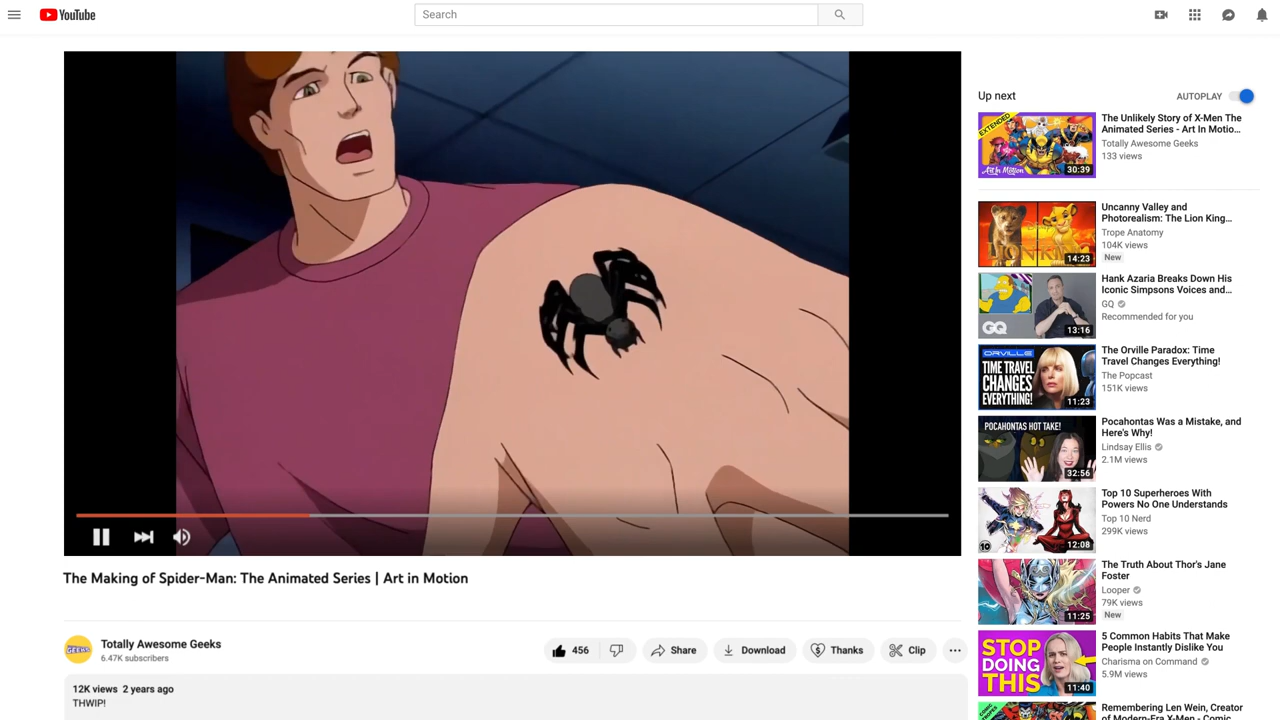 YouTube
Search
The Making of Spider-Man: The Animated Series | Art in Motion
Totally Awesome Geeks
6.47K subscribers
GEEKS
456
Share
Download
Thanks
Clip
12K views 2 years ago
THWIP!
Up next
AUTOPLAY
EXTENDED
Art In Motion
30:39
The Unlikely Story of X-Men The
Animated Series - Art In Motio...
Totally Awesome Geeks
133 views
14:23
Uncanny Valley and
Photorealism: The Lion King...
Trope Anatomy
104K views
New
GQ
13:16
Hank Azaria Breaks Down His
Iconic Simpsons Voices and...
GQ
Recommended for you
ORVILLE
TIME TRAVEL
CHANGES
EVERYTHING!
11:23
The Orville Paradox: Time
Travel Changes Everything!
The Popcast
151K views
POCAHONTAS HOT TAKE!
32:56
Pocahontas Was a Mistake, and
Here's Why!
Lindsay Ellis
2.1M views
10
12:08
Top 10 Superheroes With
Powers No One Understands
Top 10 Nerd
299K views
11:25
The Truth About Thor's Jane
Foster
Looper
79K views
New
STOP
DOING
THIS
11:40
5 Common Habits That Make
People Instantly Dislike You
Charisma on Command
5.9M views
Remembering Len Wein, Creator
of Modern-Era X-Men - Comic